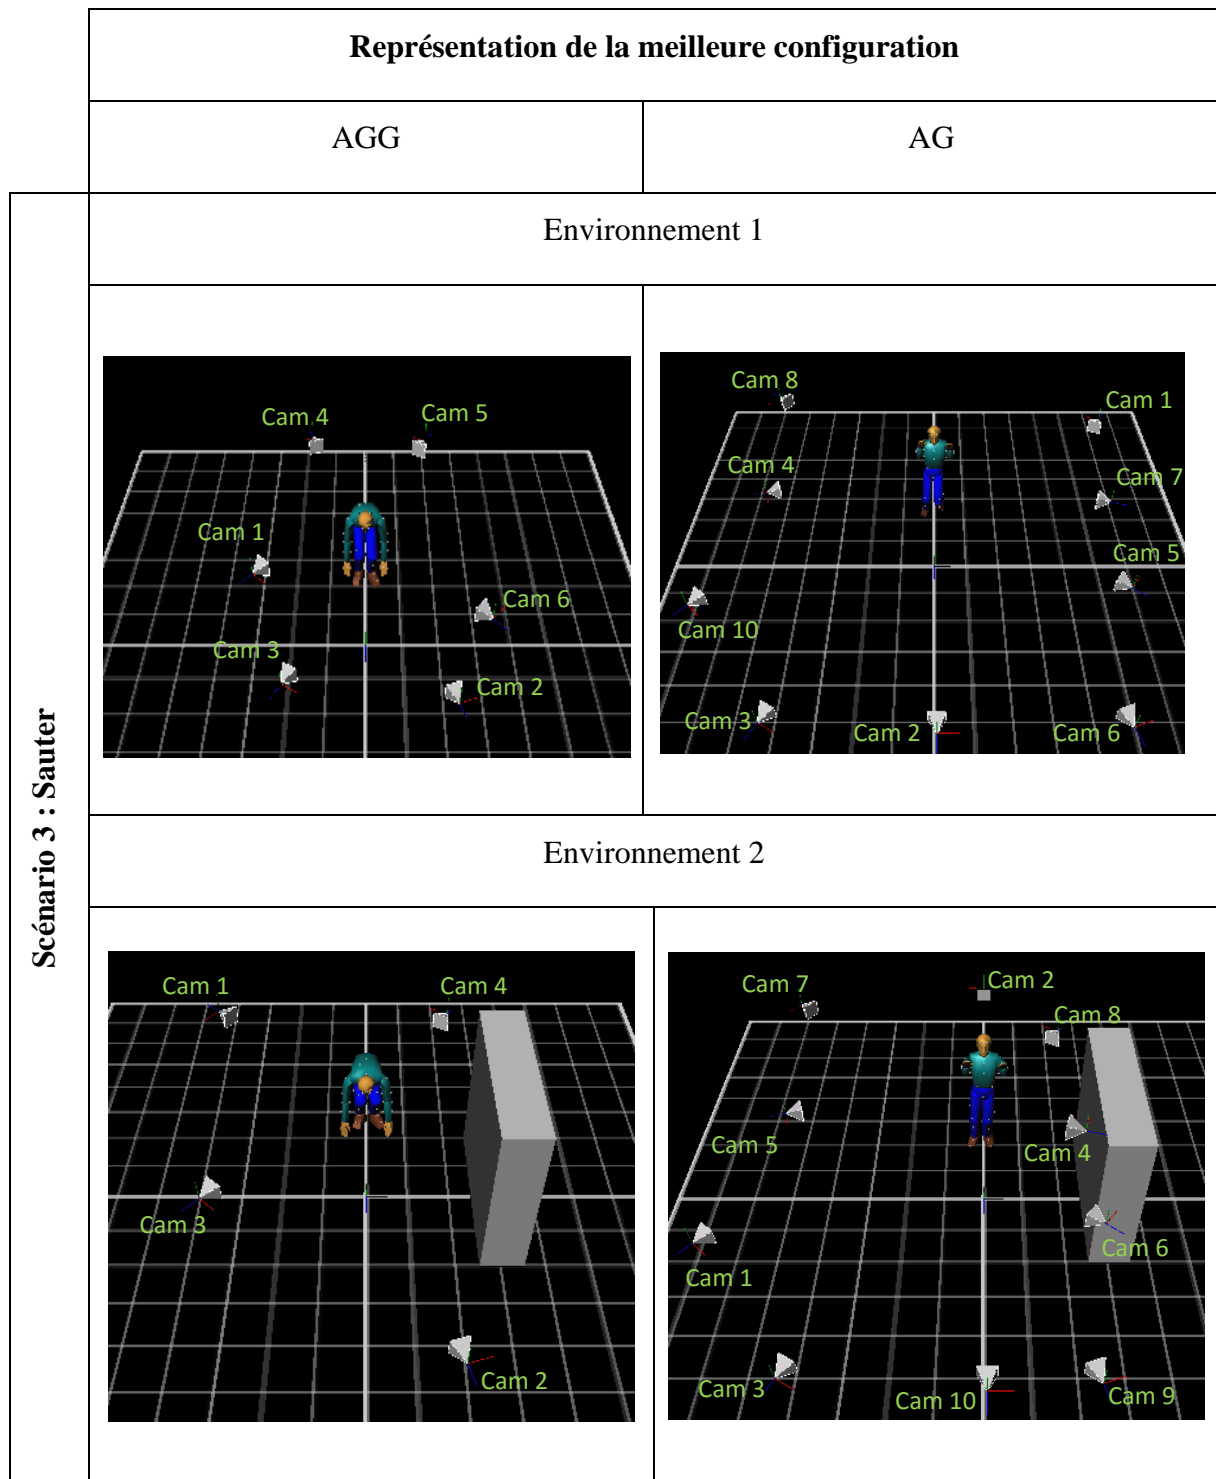 Représentation de la meilleure configuration
AGG
AG
Scénario 3 : Sauter
Environnement 1
Cam 4
Cam 5
Cam 1
Cam 6
Cam 3
Cam 2
Cam 8
Cam 1
Cam 4
Cam 7
Cam 5
Cam 10
Cam 3
Cam 2
Cam 6
Environnement 2
Cam 1
Cam 4
Cam 3
Cam 2
Cam 7
Cam 2
Cam 8
Cam 5
Cam 4
Cam 6
Cam 1
Cam 3
Cam 10
Cam 9